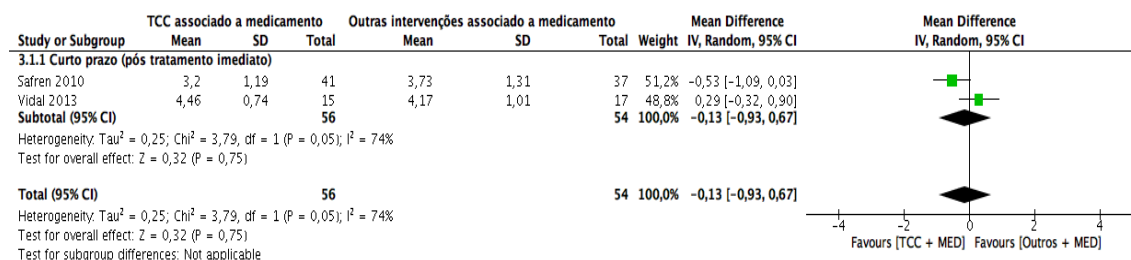 TCC associado a medicamento Outras intervenções associado a medicamento Mean Difference Mean Difference
Study or Subgroup Mean SD Total Mean SD Total Weight IV, Random, 95% CI IV, Random, 95% CI
3.1.1 Curto prazo (pós tratamento imediato)
Safren 2010 3,2 1,19 41 3,73 1,31 37 51,2% -0,53 [-1,09, 0,03]
Vidal 2013 4,46 0,74 15 4,17 1,01 17 48,8% 0,29 [-0,32, 0,90]
Subtotal (95% CI) 56 54 100,0% -0,13 [-0,93, 0,67]
Heterogeneity: Tau² = 0,25; Chi² = 3,79, df = 1 (P = 0,05); I² = 74%
Test for overall effect: Z = 0,32 (P = 0,75)
Total (95% CI) 56 54 100,0% -0,13 [-0,93, 0,67]
Heterogeneity: Tau² = 0,25; Chi² = 3,79, df = 1 (P = 0,05); I² = 74%
-4 -2 0 2 4
Test for overall effect: Z = 0,32 (P = 0,75)
Favours [TCC + MED] Favours [Outros + MED]
Test for subgroup differences: Not applicable